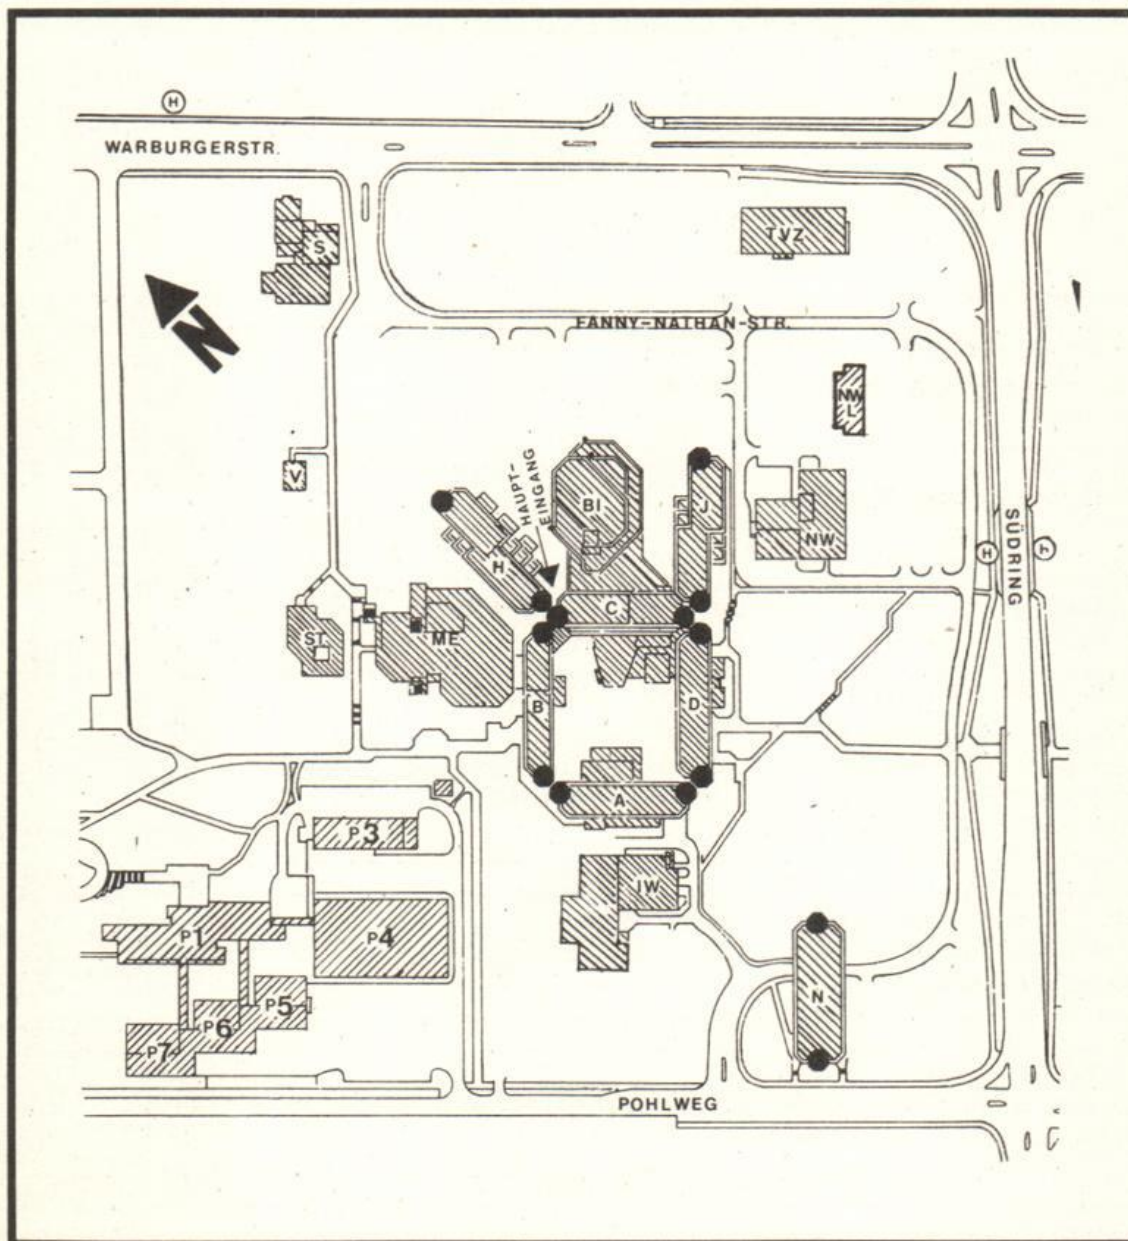 H
WARBURGERSTR.
S
TVZ
N
FANNY-NATHAN-STR.
NW
L
HAUPT-
EINGANG
V
BI
J
NW
SÜDRING
H
H
H
C
ST
ME
B
D
A
P3
IW
P1
P4
N
P5
P6
P7
POHLWEG